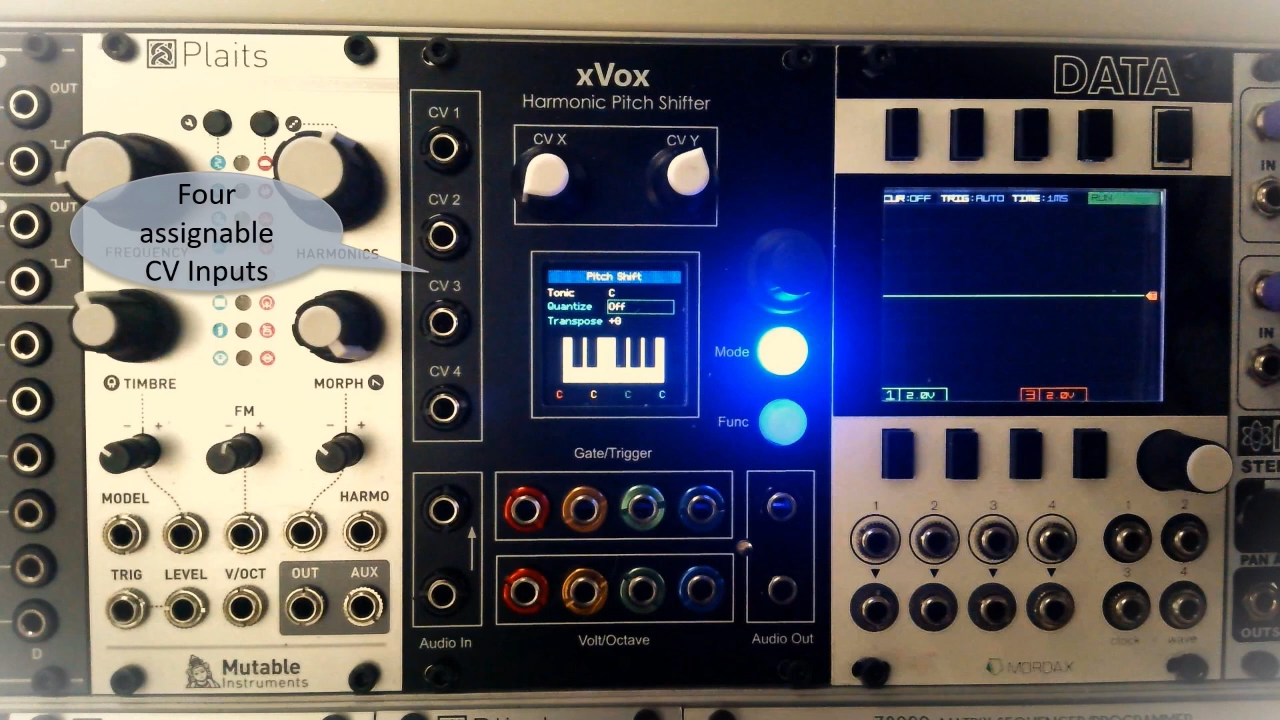 OUT
OUT
D
Plaits
Four
assignable
CV Inputs
FREQUENCY
HARMONICS
TIMBRE
MORPH
FM
MODEL
HARMO
TRIG
LEVEL
V/OCT
OUT
AUX
Mutable
Instruments
xVox
Harmonic Pitch Shifter
CV 1
CV 2
CV 3
CV 4
CV X
CV Y
Pitch Shift
Tonic C
Quantize Off
Transpose +0
C C C C
Mode
Func
Gate/Trigger
Audio In
Volt/Octave
Audio Out
DATA
CUR:OFF TRIG:AUTO TIME:1MS RUN
1 2.0V 3 2.0V
1 2 3 4 1 2
3 4
clock wave
MORDAX
IN
IN
PAN
OUTS